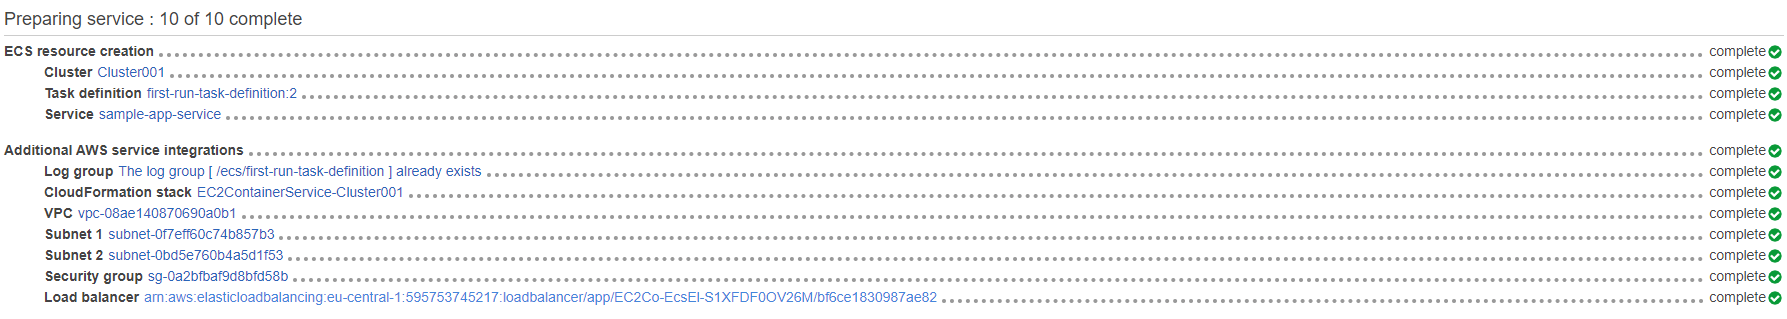 Preparing service : 10 of 10 complete
ECS resource creation complete
Cluster Cluster001 complete
Task definition first-run-task-definition:2 complete
Service sample-app-service complete
Additional AWS service integrations complete
Log group The log group [ /ecs/first-run-task-definition ] already exists complete
CloudFormation stack EC2ContainerService-Cluster001 complete
VPC vpc-08ae140870690a0b1 complete
Subnet 1 subnet-0f7eff60c74b857b3 complete
Subnet 2 subnet-0bd5e760b4a5d1f53 complete
Security group sg-0a2bfbaf9d8bfd58b complete
Load balancer arn:aws:elasticloadbalancing:eu-central-1:595753745217:loadbalancer/app/EC2Co-EcsEl-S1XFDF0OV26M/bf6ce1830987ae82 complete